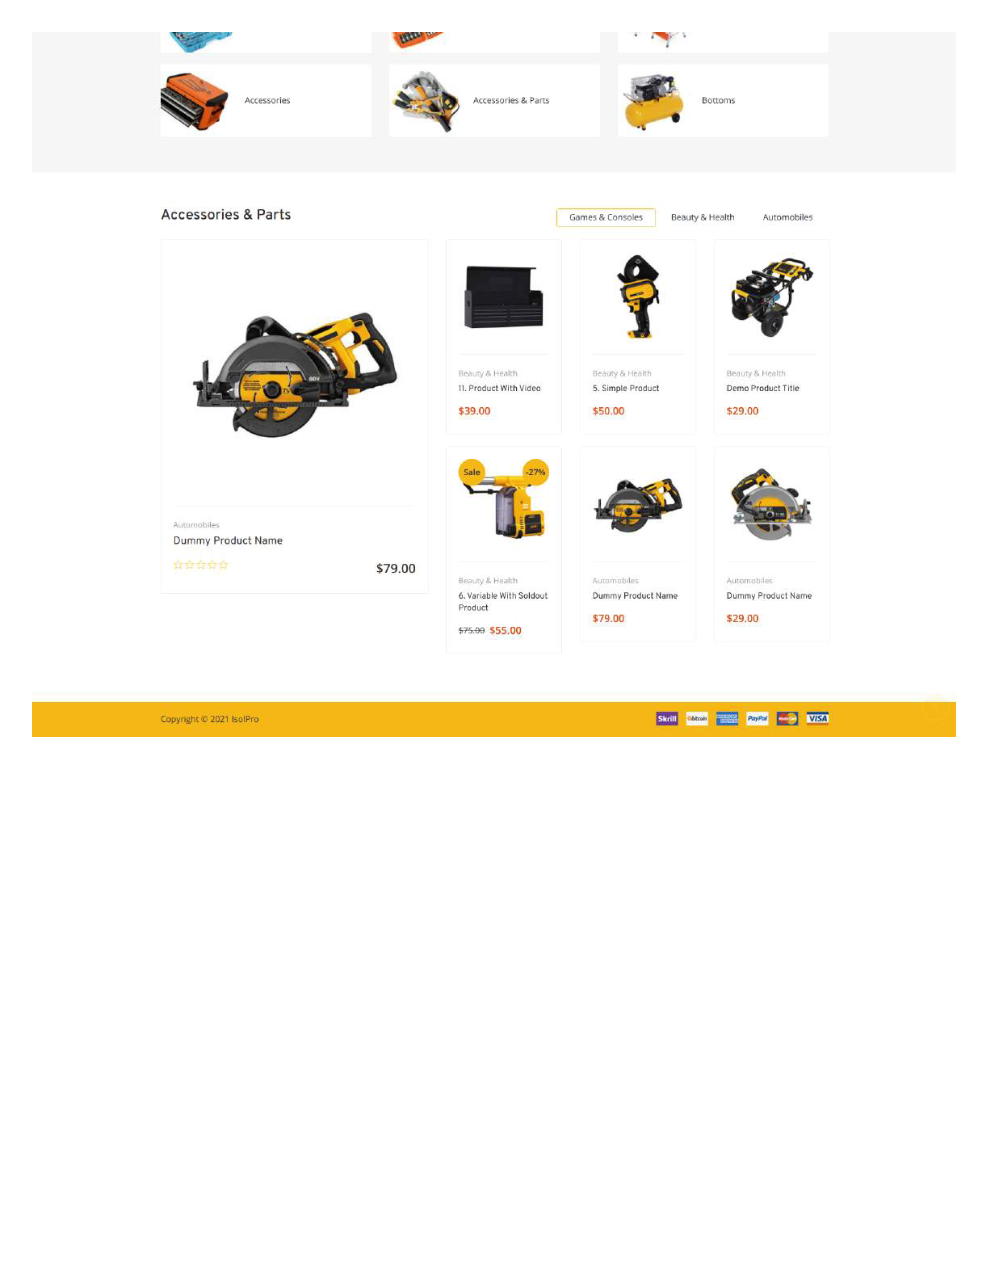 Accessories
Accessories & Parts
Bottoms
Accessories & Parts
Games & Consoles
Beauty & Health
Automobiles
Automobiles
Dummy Product Name
$79.00
Beauty & Health
11. Product With Video
$39.00
Beauty & Health
5. Simple Product
$50.00
Beauty & Health
Demo Product Title
$29.00
Sale
-27%
Beauty & Health
6. Variable With Soldout
Product
$75.00 $55.00
Automobiles
Dummy Product Name
$79.00
Automobiles
Dummy Product Name
$29.00
Copyright © 2021 IsolPro
Skrill
bitcoin
PayPal
VISA